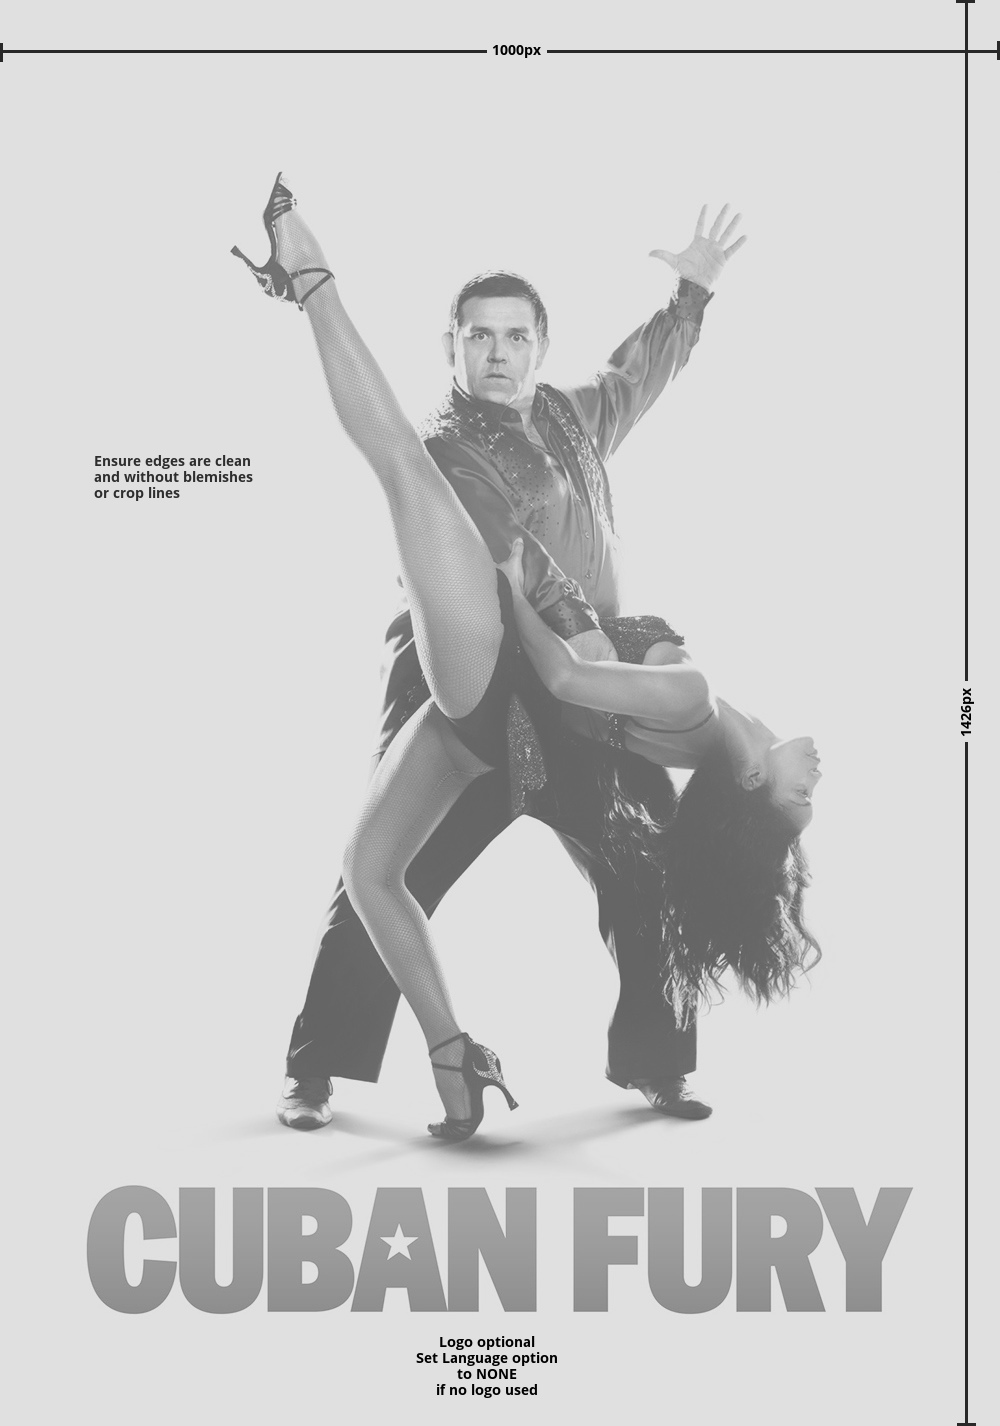 1000px
Ensure edges are clean
and without blemishes
or crop lines
1426px
CUBAN FURY
Logo optional
Set Language option
to NONE
if no logo used